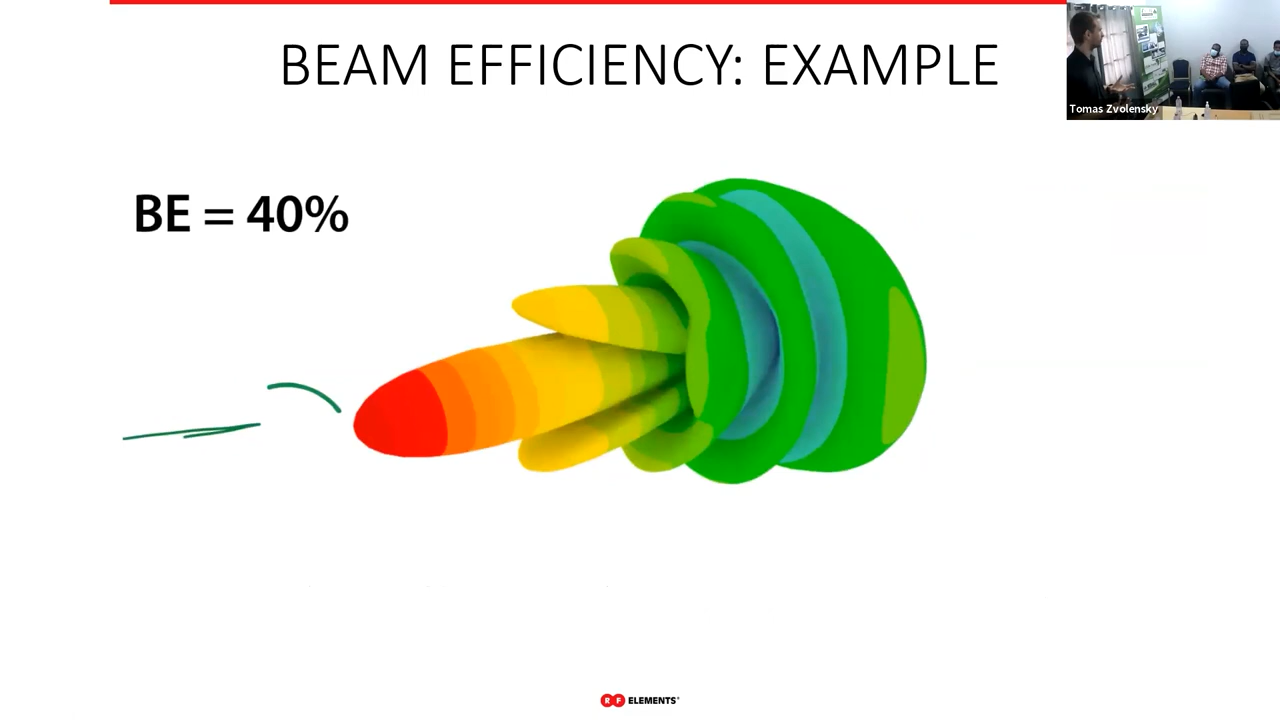 BEAM EFFICIENCY: EXAMPLE
Tomas Zvolensky
BE = 40%
RF ELEMENTS